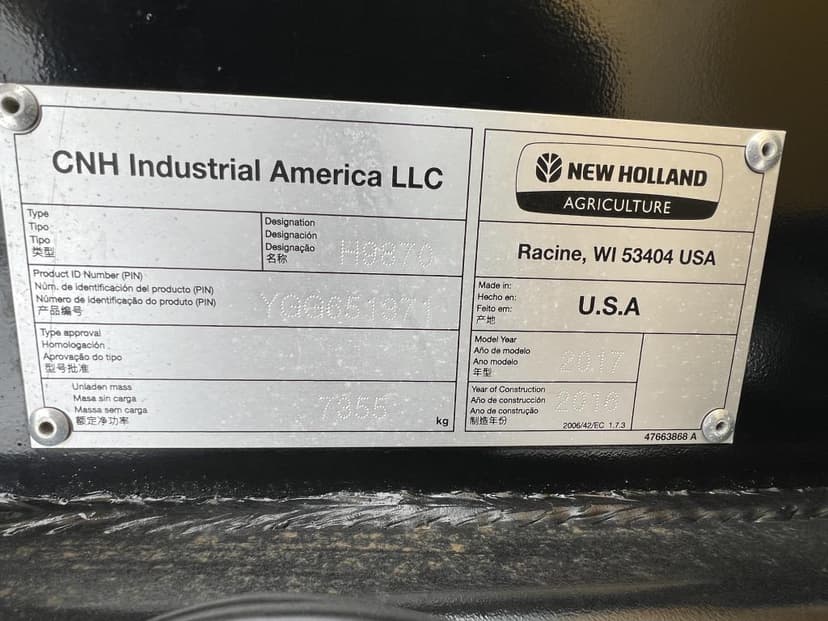 CNH Industrial America LLC
Type
Tipo
Tipo
类型
Designation
Designación
Designação
名称
H9870
Product ID Number (PIN)
Núm. de identificación del producto (PIN)
Número de identificação do produto (PIN)
产品编号
Type approval
Homologación
Aprovação do tipo
型号批准
Unladen mass
Masa sin carga
Massa sem carga
额定净功率
7355
kg
NEW HOLLAND
AGRICULTURE
Racine, WI 53404 USA
Made in:
Hecho en:
Feito em:
产地
U.S.A
Model Year
Año de modelo
Ano modelo
年型
2017
Year of Construction
Año de construcción
Ano de construção
制造年份
2016
2006/42/EC 1.7.3
47663868 A